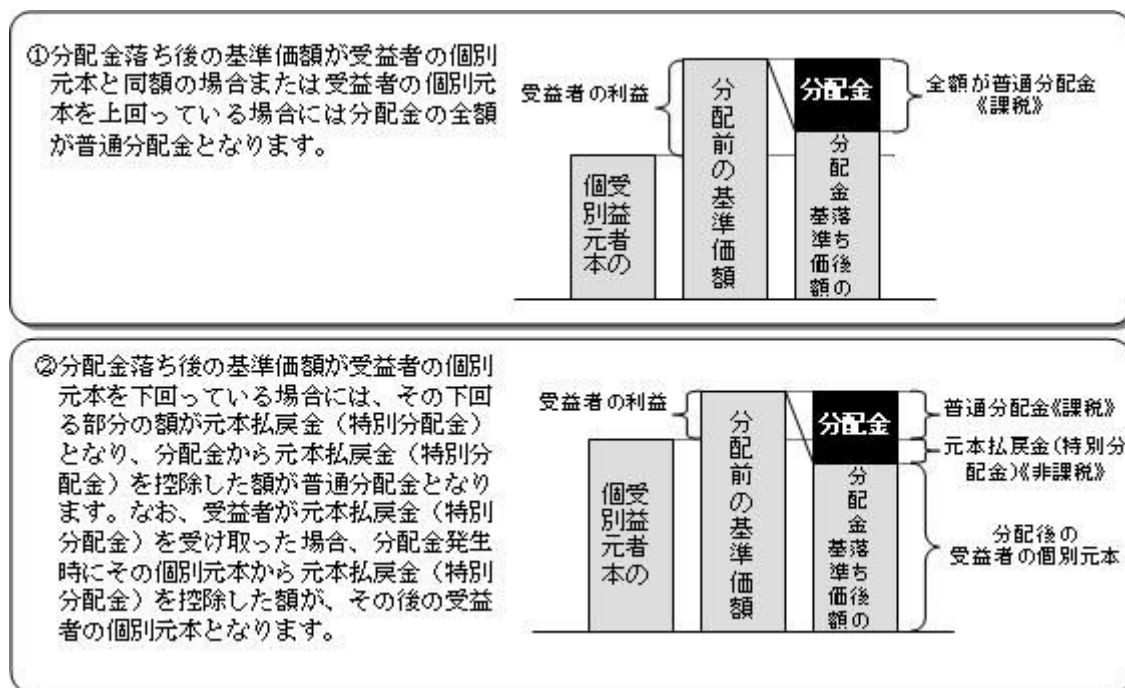 ①分配金落ち後の基準価額が受益者の個別
元本と同額の場合または受益者の個別元
本を上回っている場合には分配金の全額
が普通分配金となります。
受益者の利益
受益者の
個別元本
分配前の基準価額
分配金
分配金落ち後の
基準価額
全額が普通分配金
《課税》
②分配金落ち後の基準価額が受益者の個別
元本を下回っている場合には、その下回
る部分の額が元本払戻金（特別分配金）
となり、分配金から元本払戻金（特別分
配金）を控除した額が普通分配金となり
ます。なお、受益者が元本払戻金（特別
分配金）を受け取った場合、分配金発生
時にその個別元本から元本払戻金（特別
分配金）を控除した額が、その後の受益
者の個別元本となります。
受益者の利益
受益者の
個別元本
分配前の基準価額
分配金
分配金落ち後の
基準価額
普通分配金《課税》
元本払戻金(特別分
配金)《非課税》
分配後の
受益者の個別元本